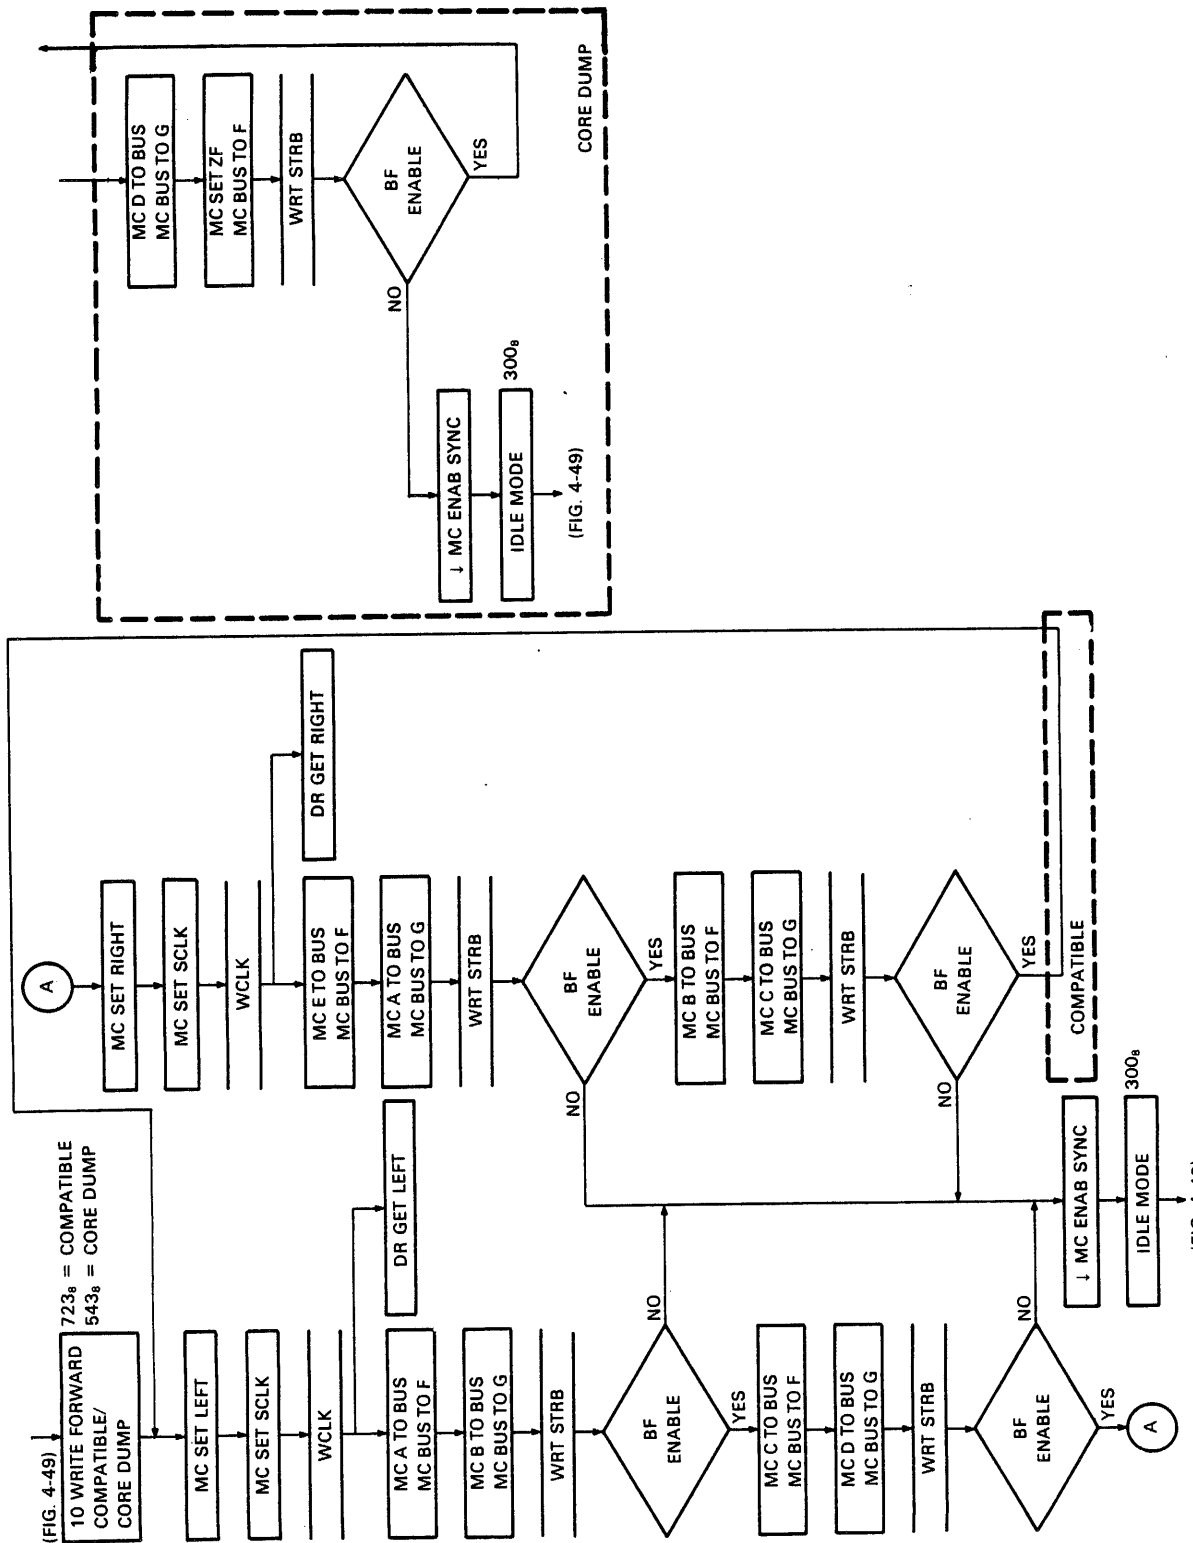 (FIG. 4-49)
10 WRITE FORWARD
COMPATIBLE/
CORE DUMP
723₈ = COMPATIBLE
543₈ = CORE DUMP
MC SET LEFT
MC SET SCLK
WCLK
DR GET LEFT
MC A TO BUS
MC BUS TO F
MC B TO BUS
MC BUS TO G
WRT STRB
BF
ENABLE
NO
YES
MC C TO BUS
MC BUS TO F
MC D TO BUS
MC BUS TO G
WRT STRB
BF
ENABLE
NO
YES
A
A
MC SET RIGHT
MC SET SCLK
WCLK
DR GET RIGHT
MC E TO BUS
MC BUS TO F
MC A TO BUS
MC BUS TO G
WRT STRB
BF
ENABLE
NO
YES
MC B TO BUS
MC BUS TO F
MC C TO BUS
MC BUS TO G
WRT STRB
BF
ENABLE
NO
YES
COMPATIBLE
↓ MC ENAB SYNC
300₈
IDLE MODE
MC D TO BUS
MC BUS TO G
MC SET ZF
MC BUS TO F
WRT STRB
BF
ENABLE
NO
YES
↓ MC ENAB SYNC
300₈
IDLE MODE
(FIG. 4-49)
CORE DUMP